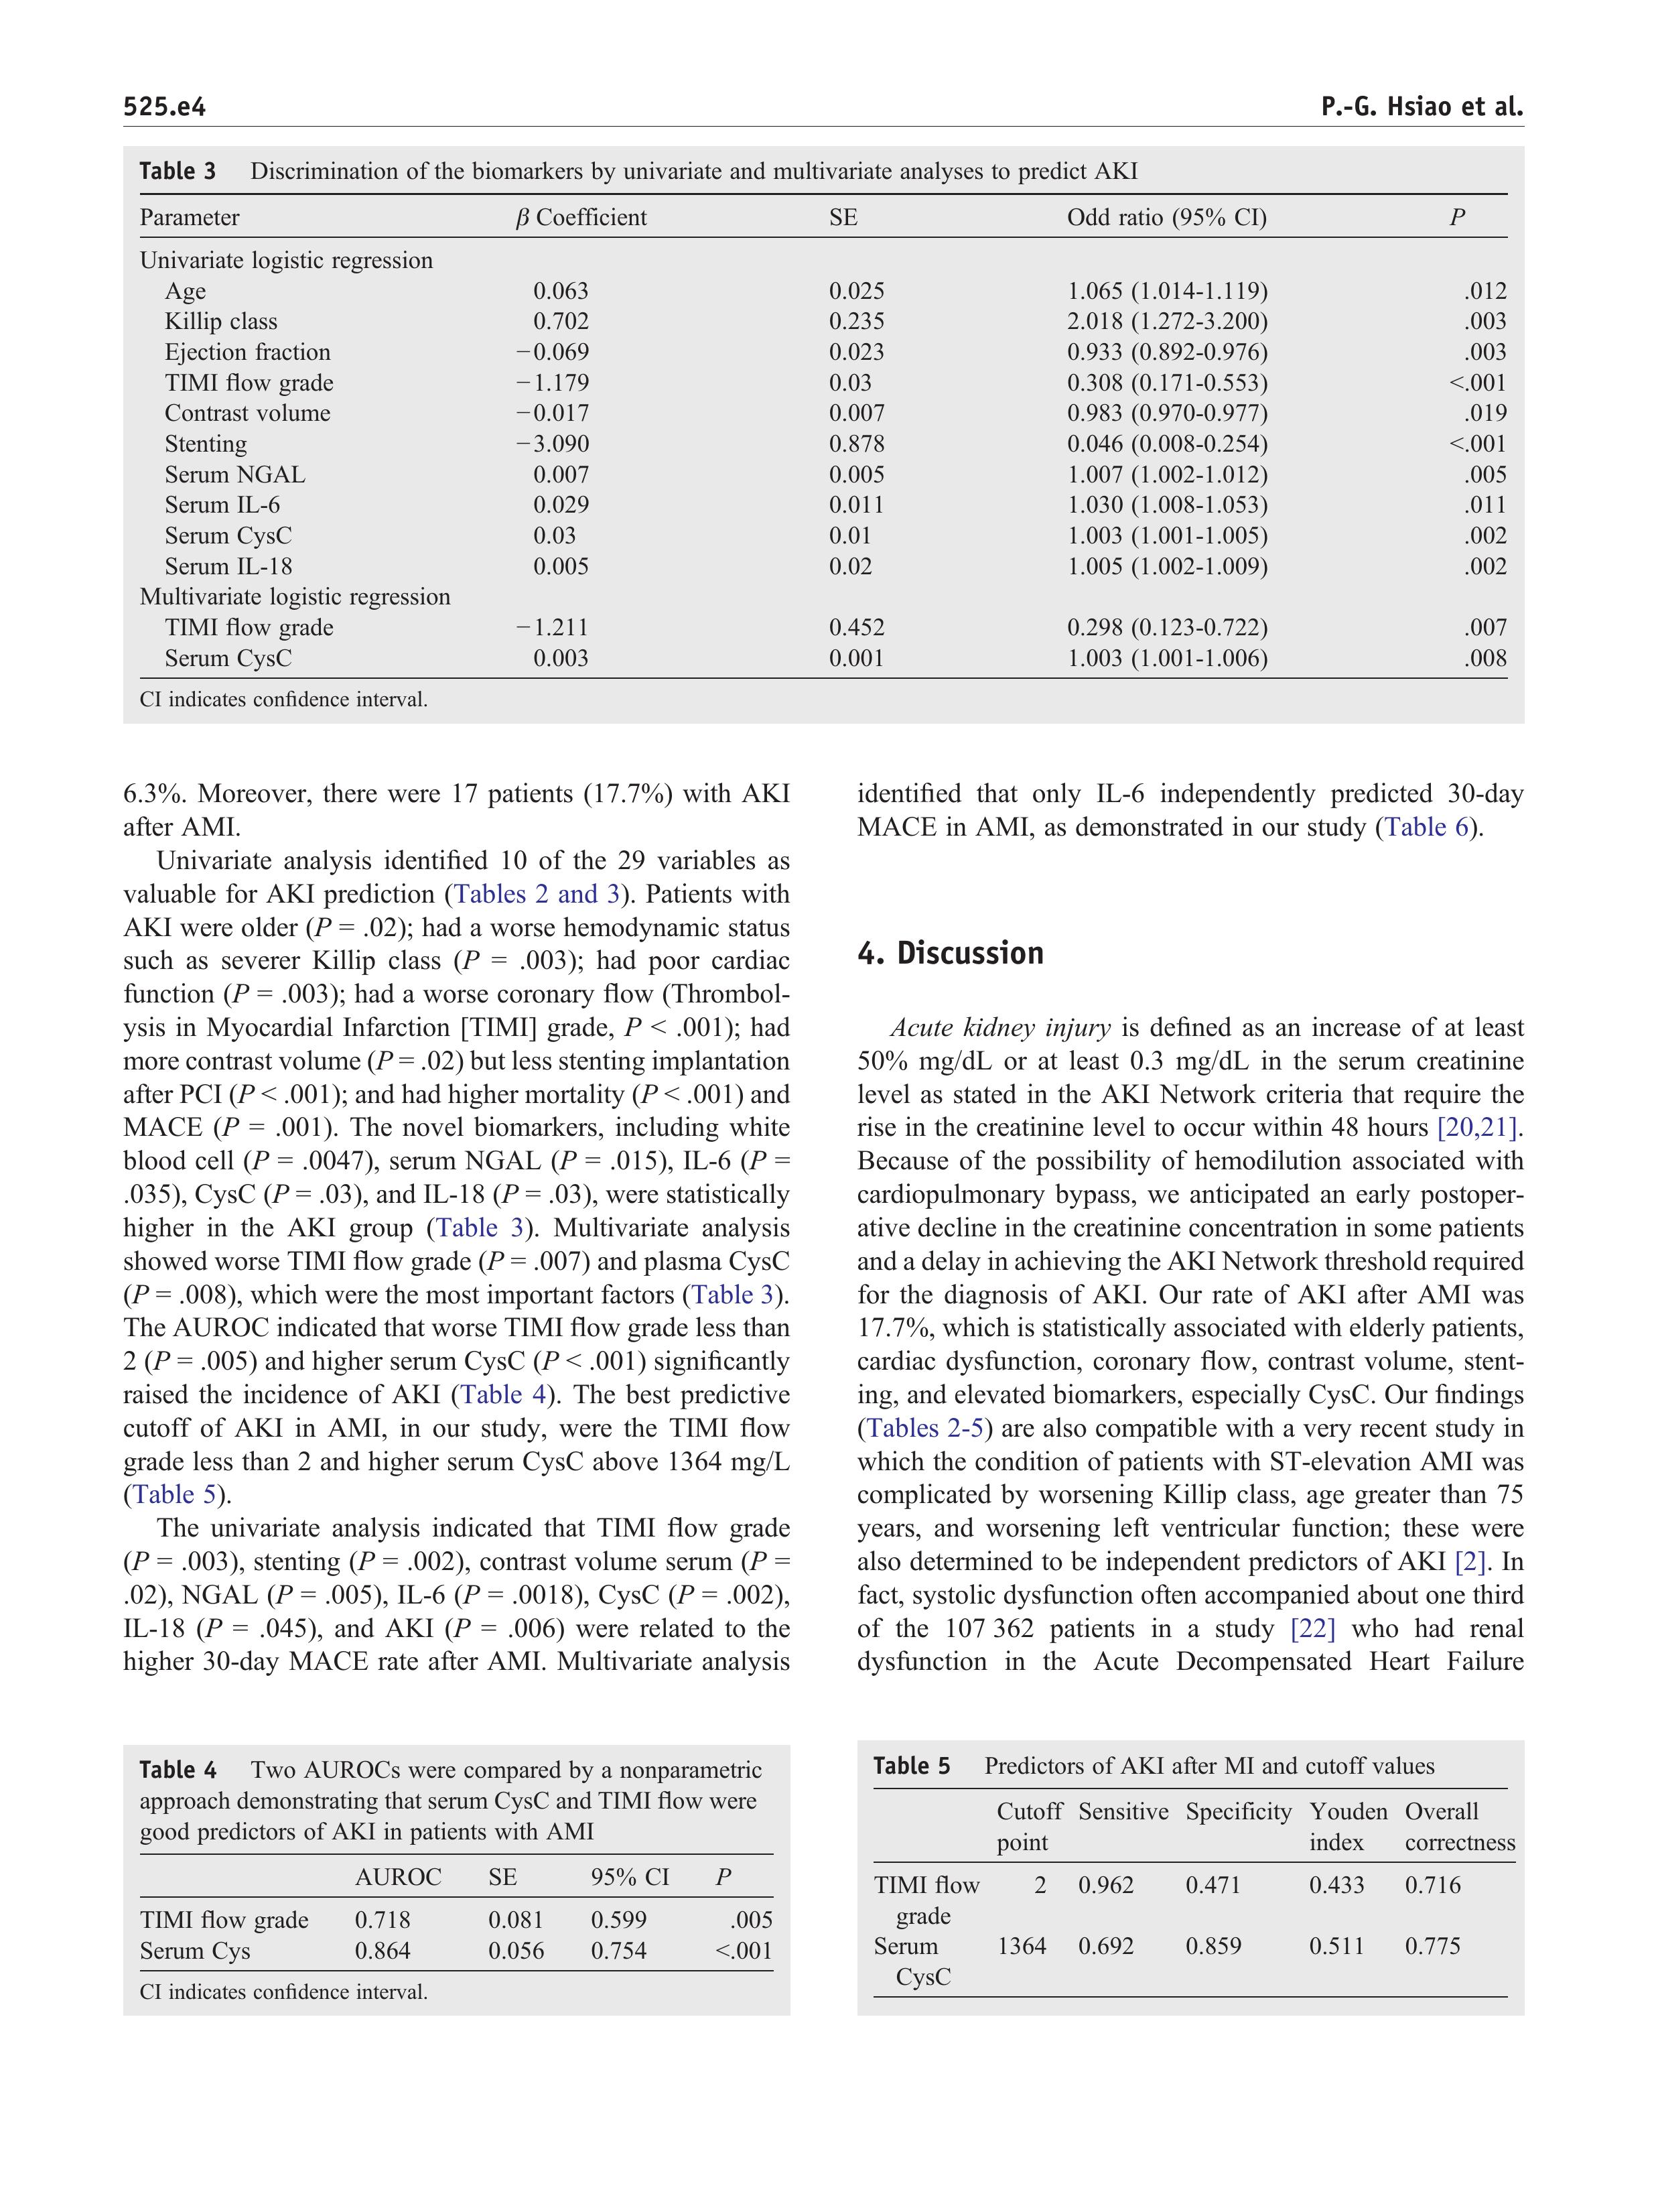 525.e4
P.-G. Hsiao et al.
Table 3 Discrimination of the biomarkers by univariate and multivariate analyses to predict AKI
Parameter β Coefficient SE Odd ratio (95% CI) P
Univariate logistic regression
Age 0.063 0.025 1.065 (1.014-1.119) .012
Killip class 0.702 0.235 2.018 (1.272-3.200) .003
Ejection fraction −0.069 0.023 0.933 (0.892-0.976) .003
TIMI flow grade −1.179 0.03 0.308 (0.171-0.553) <.001
Contrast volume −0.017 0.007 0.983 (0.970-0.977) .019
Stenting −3.090 0.878 0.046 (0.008-0.254) <.001
Serum NGAL 0.007 0.005 1.007 (1.002-1.012) .005
Serum IL-6 0.029 0.011 1.030 (1.008-1.053) .011
Serum CysC 0.03 0.01 1.003 (1.001-1.005) .002
Serum IL-18 0.005 0.02 1.005 (1.002-1.009) .002
Multivariate logistic regression
TIMI flow grade −1.211 0.452 0.298 (0.123-0.722) .007
Serum CysC 0.003 0.001 1.003 (1.001-1.006) .008
CI indicates confidence interval.
6.3%. Moreover, there were 17 patients (17.7%) with AKI
after AMI.
Univariate analysis identified 10 of the 29 variables as
valuable for AKI prediction (Tables 2 and 3). Patients with
AKI were older (P = .02); had a worse hemodynamic status
such as severer Killip class (P = .003); had poor cardiac
function (P = .003); had a worse coronary flow (Thrombol-
ysis in Myocardial Infarction [TIMI] grade, P < .001); had
more contrast volume (P = .02) but less stenting implantation
after PCI (P < .001); and had higher mortality (P < .001) and
MACE (P = .001). The novel biomarkers, including white
blood cell (P = .0047), serum NGAL (P = .015), IL-6 (P =
.035), CysC (P = .03), and IL-18 (P = .03), were statistically
higher in the AKI group (Table 3). Multivariate analysis
showed worse TIMI flow grade (P = .007) and plasma CysC
(P = .008), which were the most important factors (Table 3).
The AUROC indicated that worse TIMI flow grade less than
2 (P = .005) and higher serum CysC (P < .001) significantly
raised the incidence of AKI (Table 4). The best predictive
cutoff of AKI in AMI, in our study, were the TIMI flow
grade less than 2 and higher serum CysC above 1364 mg/L
(Table 5).
The univariate analysis indicated that TIMI flow grade
(P = .003), stenting (P = .002), contrast volume serum (P =
.02), NGAL (P = .005), IL-6 (P = .0018), CysC (P = .002),
IL-18 (P = .045), and AKI (P = .006) were related to the
higher 30-day MACE rate after AMI. Multivariate analysis
identified that only IL-6 independently predicted 30-day
MACE in AMI, as demonstrated in our study (Table 6).
4. Discussion
Acute kidney injury is defined as an increase of at least
50% mg/dL or at least 0.3 mg/dL in the serum creatinine
level as stated in the AKI Network criteria that require the
rise in the creatinine level to occur within 48 hours [20,21].
Because of the possibility of hemodilution associated with
cardiopulmonary bypass, we anticipated an early postoper-
ative decline in the creatinine concentration in some patients
and a delay in achieving the AKI Network threshold required
for the diagnosis of AKI. Our rate of AKI after AMI was
17.7%, which is statistically associated with elderly patients,
cardiac dysfunction, coronary flow, contrast volume, stent-
ing, and elevated biomarkers, especially CysC. Our findings
(Tables 2-5) are also compatible with a very recent study in
which the condition of patients with ST-elevation AMI was
complicated by worsening Killip class, age greater than 75
years, and worsening left ventricular function; these were
also determined to be independent predictors of AKI [2]. In
fact, systolic dysfunction often accompanied about one third
of the 107 362 patients in a study [22] who had renal
dysfunction in the Acute Decompensated Heart Failure
Table 4 Two AUROCs were compared by a nonparametric
approach demonstrating that serum CysC and TIMI flow were
good predictors of AKI in patients with AMI
AUROC SE 95% CI P
TIMI flow grade 0.718 0.081 0.599 .005
Serum Cys 0.864 0.056 0.754 <.001
CI indicates confidence interval.
Table 5 Predictors of AKI after MI and cutoff values
Cutoff Sensitive Specificity Youden Overall
point index correctness
TIMI flow 2 0.962 0.471 0.433 0.716
grade
Serum 1364 0.692 0.859 0.511 0.775
CysC